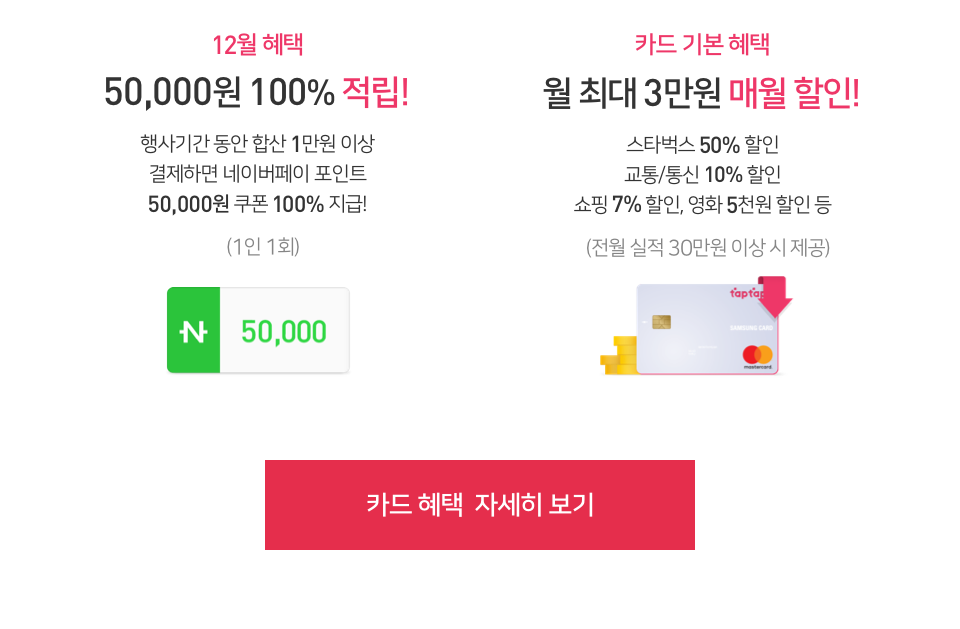 12월 혜택
50,000원 100% 적립!
행사기간 동안 합산 1만원 이상
결제하면 네이버페이 포인트
50,000원 쿠폰 100% 지급!
(1인 1회)
N 50,000
카드 기본 혜택
월 최대 3만원 매월 할인!
스타벅스 50% 할인
교통/통신 10% 할인
쇼핑 7% 할인, 영화 5천원 할인 등
(전월 실적 30만원 이상 시 제공)
taptap
SAMSUNG CARD
mastercard
카드 혜택 자세히 보기